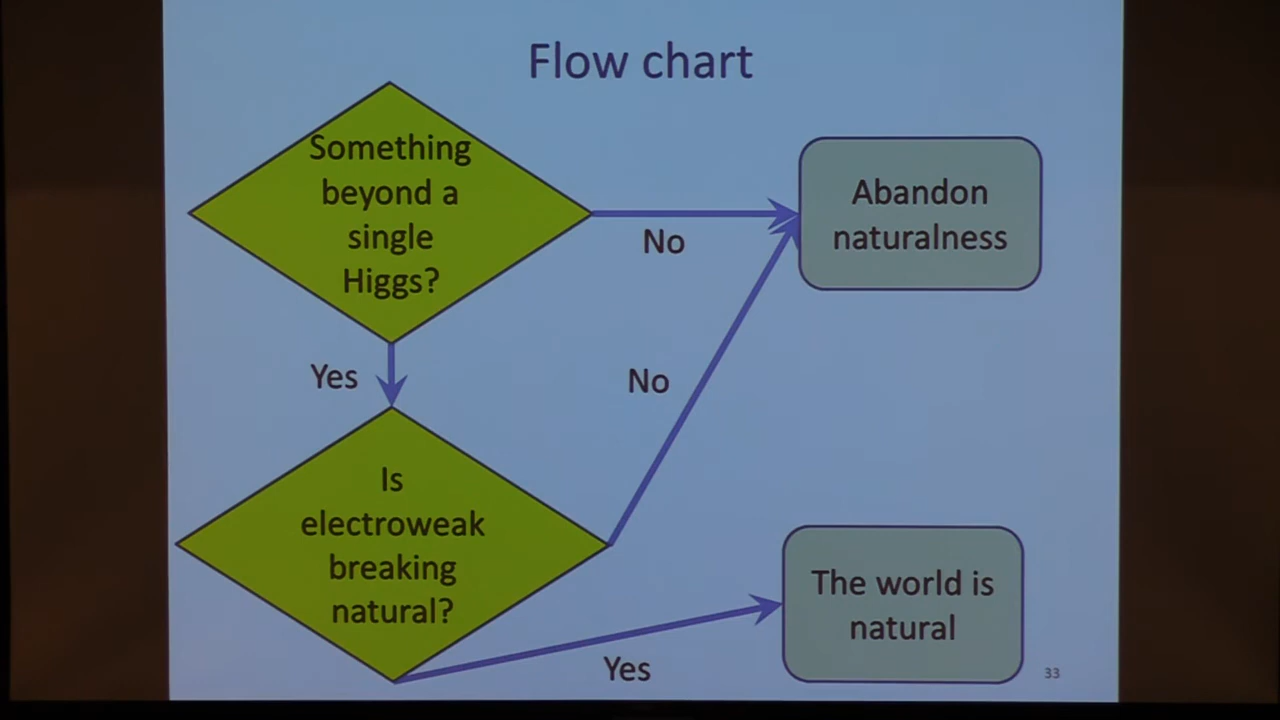 Flow chart
Something
beyond a
single
Higgs?
No
Abandon
naturalness
Yes
No
Is
electroweak
breaking
natural?
Yes
The world is
natural
33